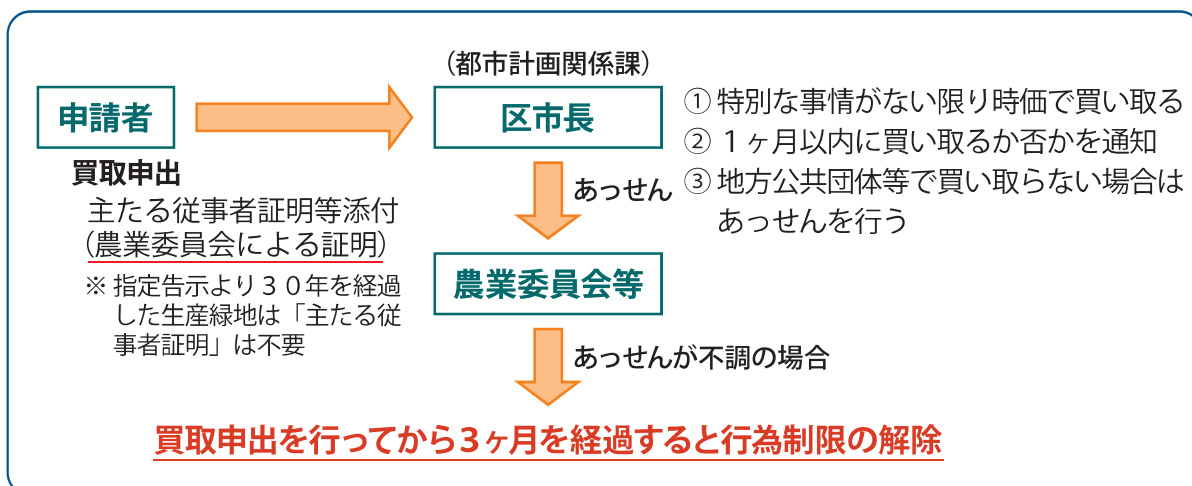 (都市計画関係課)
申請者
区市長
買取申出
主たる従事者証明等添付
(農業委員会による証明)
※ 指定告示より３０年を経過
した生産緑地は「主たる従
事者証明」は不要
① 特別な事情がない限り時価で買い取る
② １ヶ月以内に買い取るか否かを通知
③ 地方公共団体等で買い取らない場合は
あっせんを行う
あっせん
農業委員会等
あっせんが不調の場合
買取申出を行ってから３ヶ月を経過すると行為制限の解除